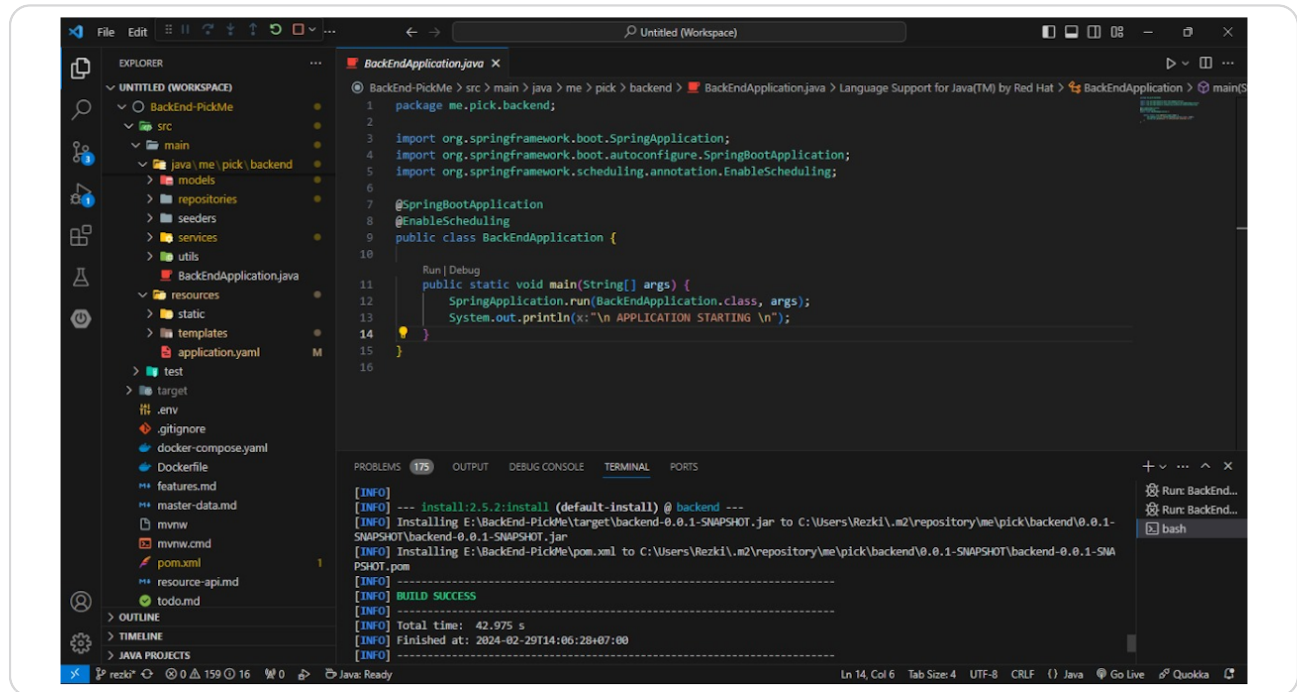 File Edit ...
Untitled (Workspace)
EXPLORER ...
UNTITLED (WORKSPACE)
BackEnd-PickMe
src
main
java\me\pick\backend
models
repositories
seeders
services
utils
BackEndApplication.java
resources
static
templates
application.yaml M
test
target
.env
.gitignore
docker-compose.yaml
Dockerfile
features.md
master-data.md
mvnw
mvnw.cmd
pom.xml 1
resource-api.md
todo.md
OUTLINE
TIMELINE
JAVA PROJECTS
3
1
BackEndApplication.java
BackEnd-PickMe > src > main > java > me > pick > backend > BackEndApplication.java > Language Support for Java(TM) by Red Hat > BackEndApplication > main(S
1 package me.pick.backend;
2
3 import org.springframework.boot.SpringApplication;
4 import org.springframework.boot.autoconfigure.SpringBootApplication;
5 import org.springframework.scheduling.annotation.EnableScheduling;
6
7 @SpringBootApplication
8 @EnableScheduling
9 public class BackEndApplication {
10
Run | Debug
11 public static void main(String[] args) {
12 SpringApplication.run(BackEndApplication.class, args);
13 System.out.println(x:"\n APPLICATION STARTING \n");
14 }
15 }
16
PROBLEMS 175 OUTPUT DEBUG CONSOLE TERMINAL PORTS
[INFO]
[INFO] --- install:2.5.2:install (default-install) @ backend ---
[INFO] Installing E:\BackEnd-PickMe\target\backend-0.0.1-SNAPSHOT.jar to C:\Users\Rezki\.m2\repository\me\pick\backend\0.0.1-
SNAPSHOT\backend-0.0.1-SNAPSHOT.jar
[INFO] Installing E:\BackEnd-PickMe\pom.xml to C:\Users\Rezki\.m2\repository\me\pick\backend\0.0.1-SNAPSHOT\backend-0.0.1-SNA
PSHOT.pom
[INFO] ------------------------------------------------------------------------
[INFO] BUILD SUCCESS
[INFO] ------------------------------------------------------------------------
[INFO] Total time: 42.975 s
[INFO] Finished at: 2024-02-29T14:06:28+07:00
[INFO] ------------------------------------------------------------------------
Run: BackEnd...
Run: BackEnd...
bash
rezki* 0 159 16 0 Java: Ready Ln 14, Col 6 Tab Size: 4 UTF-8 CRLF {} Java Go Live Quokka